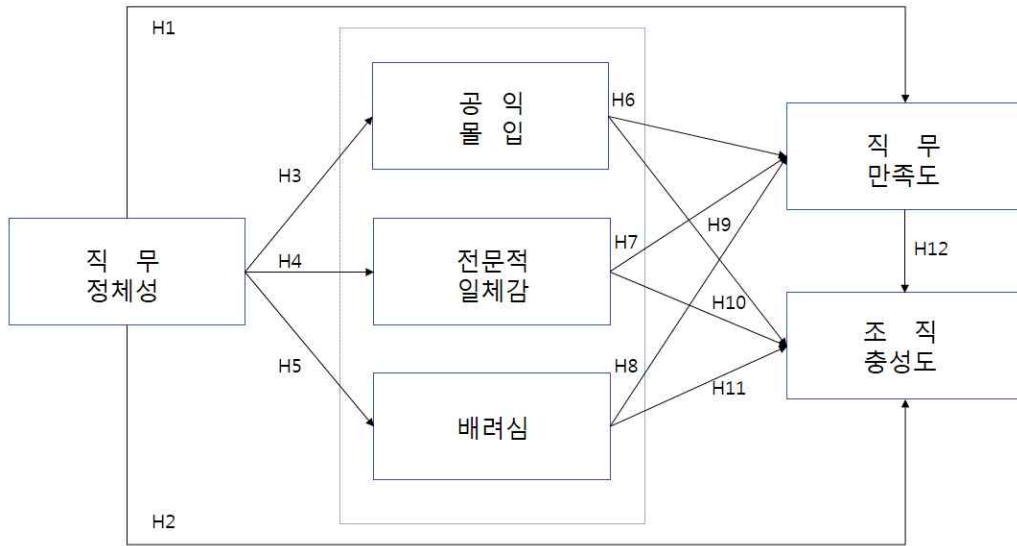 H1
공 익
몰입
H6
직 무
만족도
H3
H9
직 무
정체성
H4
전문적
일체감
H7
H12
H10
조 직
충성도
H5
배려심
H8
H11
H2